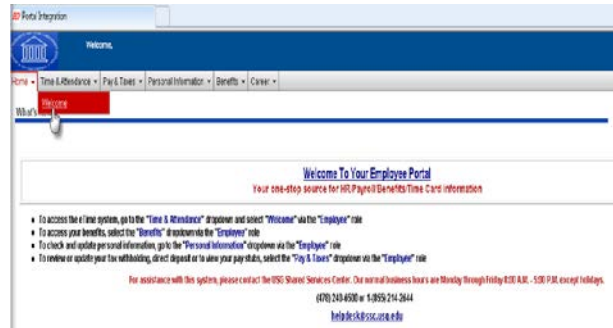 Portal Integration
Welcome,
Home Time & Attendance Pay & Taxes Personal Information Benefits Career
Welcome
What's
Welcome To Your Employee Portal
Your one-stop source for HR/Payroll/Benefits/Time Card information
To access the eTime system, go to the "Time & Attendance" dropdown and select "Welcome" via the "Employee" role
To access your benefits, select the "Benefits" dropdown via the "Employee" role
To check and update personal information, go to the "Personal Information" dropdown via the "Employee" role
To review or update your tax withholding, direct deposit or to view your pay stubs, select the "Pay & Taxes" dropdown via the "Employee" role
For assistance with this system, please contact the USG Shared Services Center. Our normal business hours are Monday through Friday 8:00 A.M. - 5:00 P.M. except holidays.
(478) 240-6500 or 1-(855) 214-2644
helpdesk@ssc.usg.edu